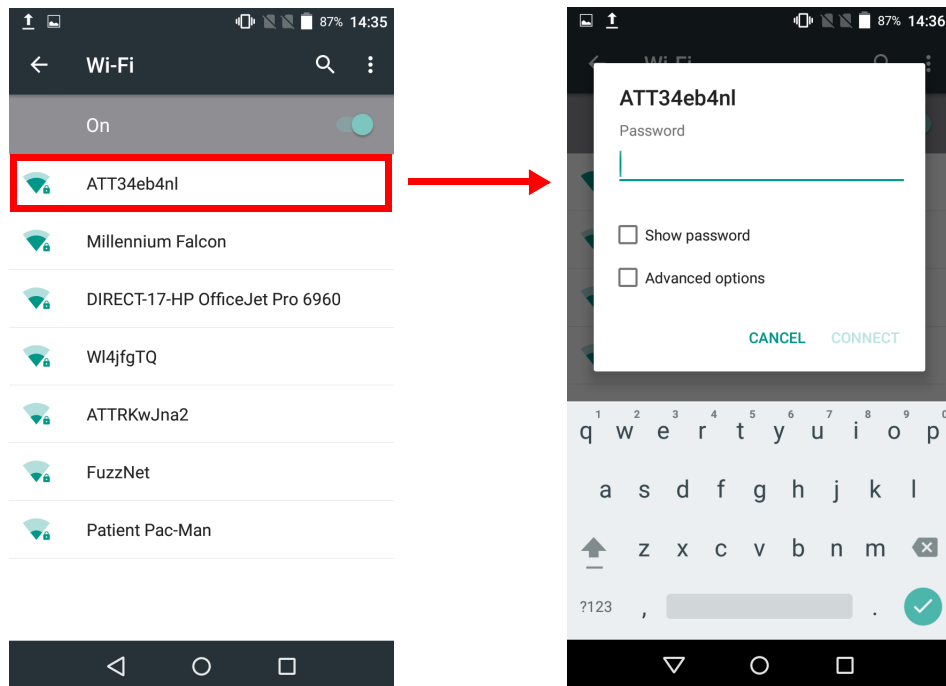 87% 14:35
Wi-Fi
On
ATT34eb4nl
Millennium Falcon
DIRECT-17-HP OfficeJet Pro 6960
Wl4jfgTQ
ATTRKwJna2
FuzzNet
Patient Pac-Man
87% 14:36
Wi-Fi
ATT34eb4nl
Password
Show password
Advanced options
CANCEL CONNECT
1 2 3 4 5 6 7 8 9 0
q w e r t y u i o p
a s d f g h j k l
z x c v b n m
?123 , .